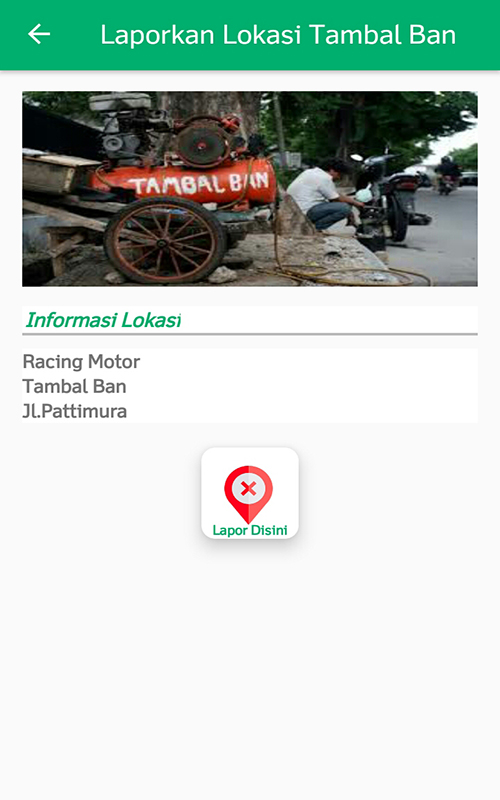 Laporkan Lokasi Tambal Ban
TAMBAL BAN
Informasi Lokasi
Racing Motor
Tambal Ban
Jl.Pattimura
Lapor Disini